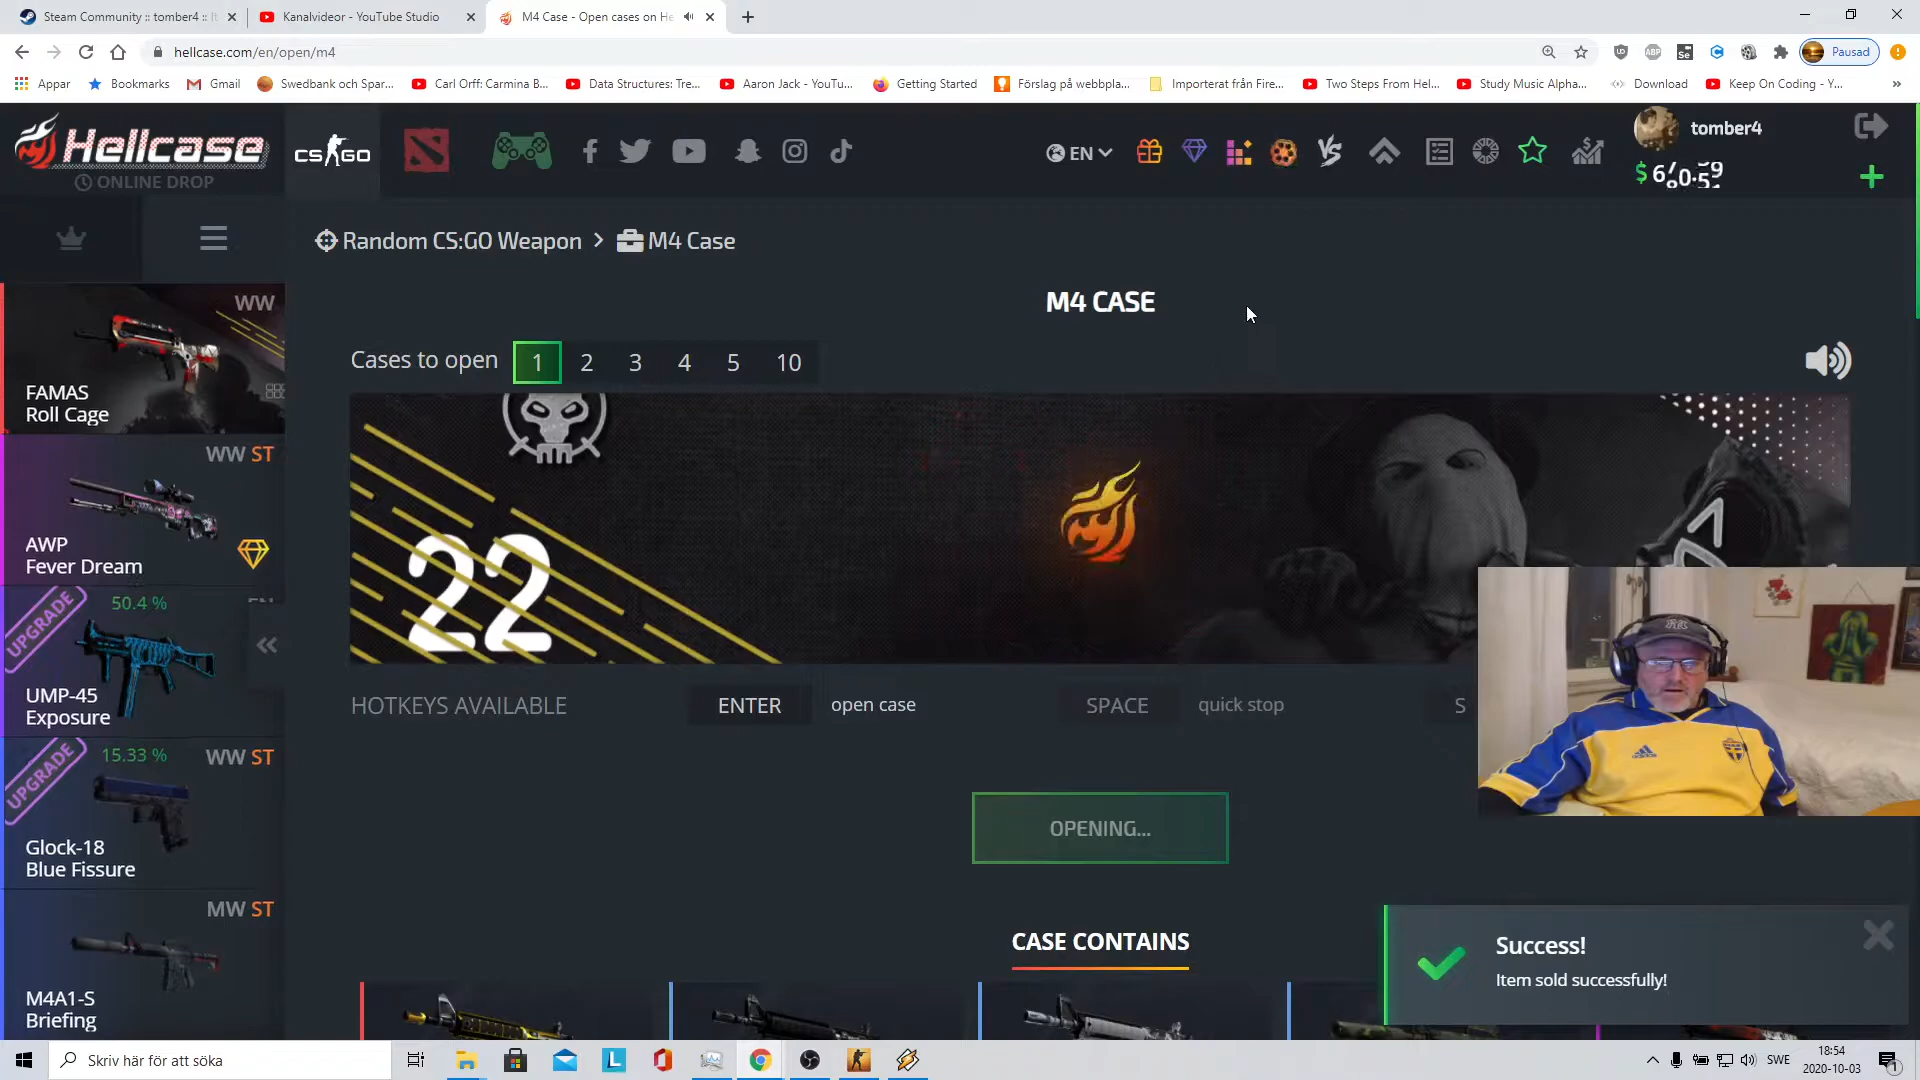 Steam Community :: tomber4 :: It
Kanalvideor - YouTube Studio
M4 Case - Open cases on He
hellcase.com/en/open/m4
Pausad
Appar
Bookmarks
Gmail
Swedbank och Spar...
Carl Orff: Carmina B...
Data Structures: Tre...
Aaron Jack - YouTu...
Getting Started
Förslag på webbpla...
Importerat från Fire...
Two Steps From Hel...
Study Music Alpha...
Download
Keep On Coding - Y...
Hellcase
ONLINE DROP
CS:GO
EN
tomber4
Random CS:GO Weapon > M4 Case
M4 CASE
Cases to open 1 2 3 4 5 10
22
HOTKEYS AVAILABLE
ENTER open case
SPACE quick stop
S
OPENING...
CASE CONTAINS
WW
FAMAS
Roll Cage
WW ST
AWP
Fever Dream
UPGRADE
50.4 %
UMP-45
Exposure
UPGRADE
15.33 %
WW ST
Glock-18
Blue Fissure
MW ST
M4A1-S
Briefing
Success!
Item sold successfully!
Skriv här för att söka
SWE
18:54
2020-10-03